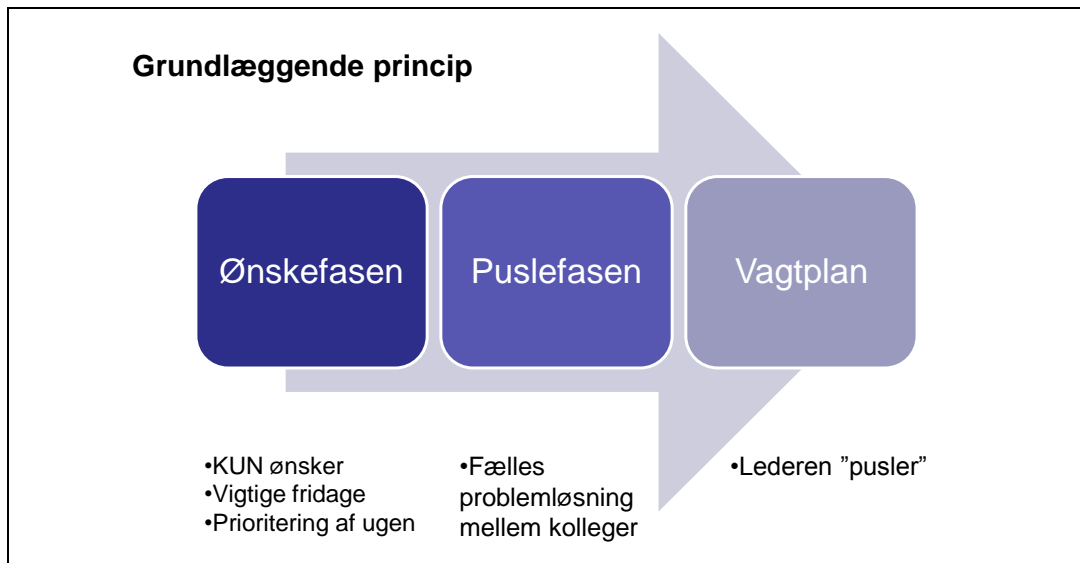 Grundlæggende princip
Ønskefasen
Puslefasen
Vagtplan
•KUN ønsker
•Vigtige fridage
•Prioritering af ugen
•Fælles
problemløsning
mellem kolleger
•Lederen ”pusler”